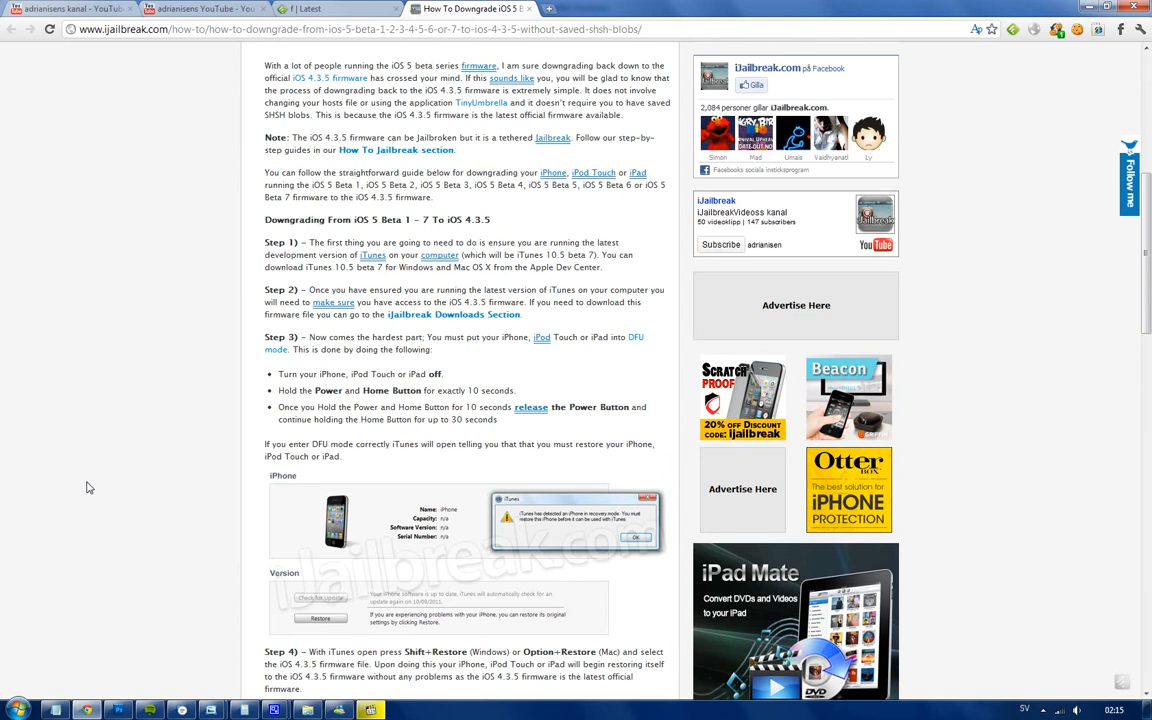 adrianisens kanal - YouTub
adrianisens YouTube - You
f | Latest
How To Downgrade iOS 5 B
www.ijailbreak.com/how-to/how-to-downgrade-from-ios-5-beta-1-2-3-4-5-6-or-7-to-ios-4-3-5-without-saved-shsh-blobs/
With a lot of people running the iOS 5 beta series firmware, I am sure downgrading back down to the
official iOS 4.3.5 firmware has crossed your mind. If this sounds like you, you will be glad to know that
the process of downgrading back to the iOS 4.3.5 firmware is extremely simple. It does not involve
changing your hosts file or using the application TinyUmbrella and it doesn't require you to have saved
SHSH blobs. This is because the iOS 4.3.5 firmware is the latest official firmware available.
Note: The iOS 4.3.5 firmware can be Jailbroken but it is a tethered Jailbreak. Follow our step-by-
step guides in our How To Jailbreak section.
You can follow the straightforward guide below for downgrading your iPhone, iPod Touch or iPad
running the iOS 5 Beta 1, iOS 5 Beta 2, iOS 5 Beta 3, iOS 5 Beta 4, iOS 5 Beta 5, iOS 5 Beta 6 or iOS 5
Beta 7 firmware to the iOS 4.3.5 firmware.
Downgrading From iOS 5 Beta 1 - 7 To iOS 4.3.5
Step 1) - The first thing you are going to need to do is ensure you are running the latest
development version of iTunes on your computer (which will be iTunes 10.5 beta 7). You can
download iTunes 10.5 beta 7 for Windows and Mac OS X from the Apple Dev Center.
Step 2) - Once you have ensured you are running the latest version of iTunes on your computer you
will need to make sure you have access to the iOS 4.3.5 firmware. If you need to download this
firmware file you can go to the iJailbreak Downloads Section.
Step 3) - Now comes the hardest part; You must put your iPhone, iPod Touch or iPad into DFU
mode. This is done by doing the following:
Turn your iPhone, iPod Touch or iPad off.
Hold the Power and Home Button for exactly 10 seconds.
Once you Hold the Power and Home Button for 10 seconds release the Power Button and
continue holding the Home Button for up to 30 seconds
If you enter DFU mode correctly iTunes will open telling you that that you must restore your iPhone,
iPod Touch or iPad.
iPhone
Name: iPhone
Capacity: n/a
Software Version: n/a
Serial Number: n/a
iTunes
iTunes has detected an iPhone in recovery mode. You must
restore this iPhone before it can be used with iTunes.
OK
iJailbreak.com
Version
Check for Update
Your iPhone software is up to date. iTunes will automatically check for an
update again on 10/09/2011.
Restore
If you are experiencing problems with your iPhone, you can restore its original
settings by clicking Restore.
Step 4) - With iTunes open press Shift+Restore (Windows) or Option+Restore (Mac) and select
the iOS 4.3.5 firmware file. Upon doing this your iPhone, iPod Touch or iPad will begin restoring itself
to the iOS 4.3.5 firmware without any problems as the iOS 4.3.5 firmware is the latest official
firmware.
iJailbreak.com på Facebook
Gilla
2,084 personer gillar iJailbreak.com.
Simon
Mad
Umais
Vaidhyanatl
Ly
Facebooks sociala insticksprogram
iJailbreak
iJailbreakVideoss kanal
50 videoklipp | 147 subscribers
Subscribe
adrianisen
YouTube
Advertise Here
SCRATCH
PROOF
20% OFF Discount
CODE: ijailbreak
Beacon
GRIFFIN
Advertise Here
Otter
BOX
The best solution for
iPHONE
PROTECTION
iPad Mate
Convert DVDs and Videos
to your iPad
DVD
Follow me
SV
02:15